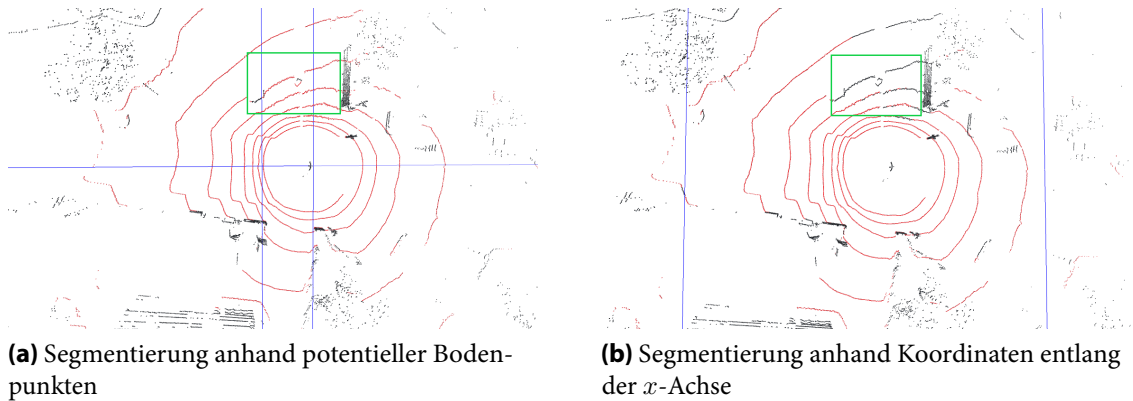 (a) Segmentierung anhand potentieller Boden-
punkten
(b) Segmentierung anhand Koordinaten entlang
der x-Achse